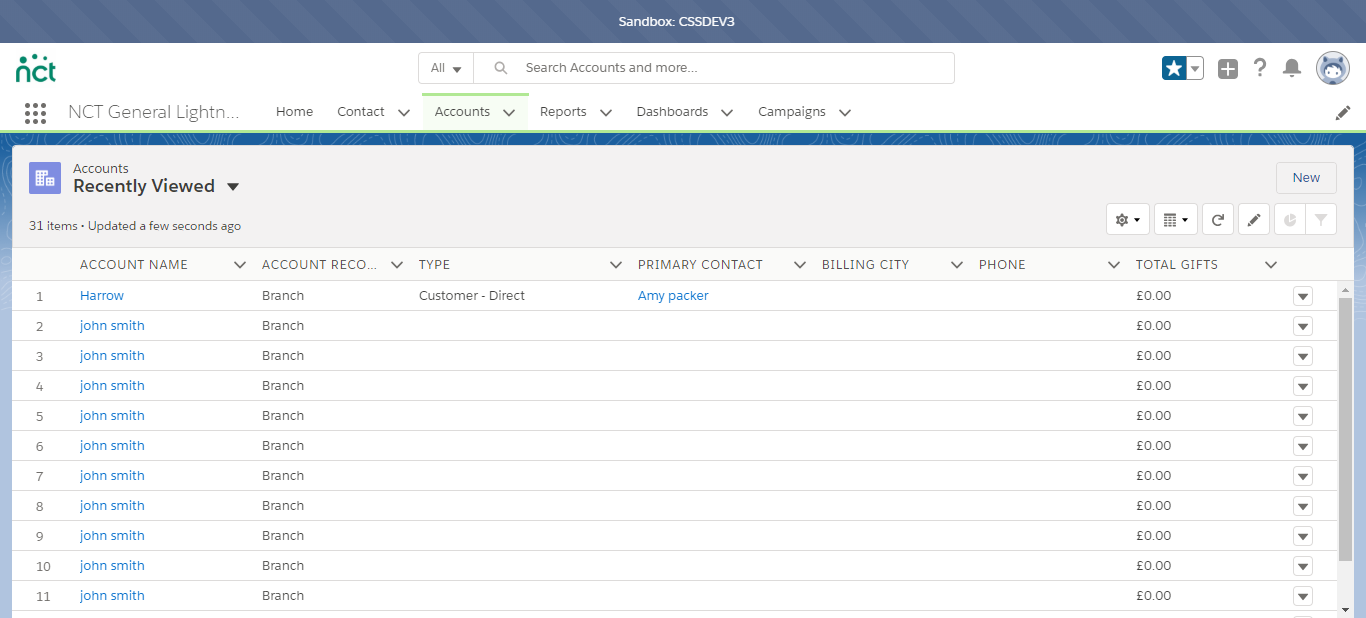 Sandbox: CSSDEV3
nct
All
Search Accounts and more...
NCT General Lightn... Home Contact Accounts Reports Dashboards Campaigns
Accounts
Recently Viewed
New
31 items • Updated a few seconds ago
ACCOUNT NAME ACCOUNT RECO... TYPE PRIMARY CONTACT BILLING CITY PHONE TOTAL GIFTS
1 Harrow Branch Customer - Direct Amy packer £0.00
2 john smith Branch £0.00
3 john smith Branch £0.00
4 john smith Branch £0.00
5 john smith Branch £0.00
6 john smith Branch £0.00
7 john smith Branch £0.00
8 john smith Branch £0.00
9 john smith Branch £0.00
10 john smith Branch £0.00
11 john smith Branch £0.00